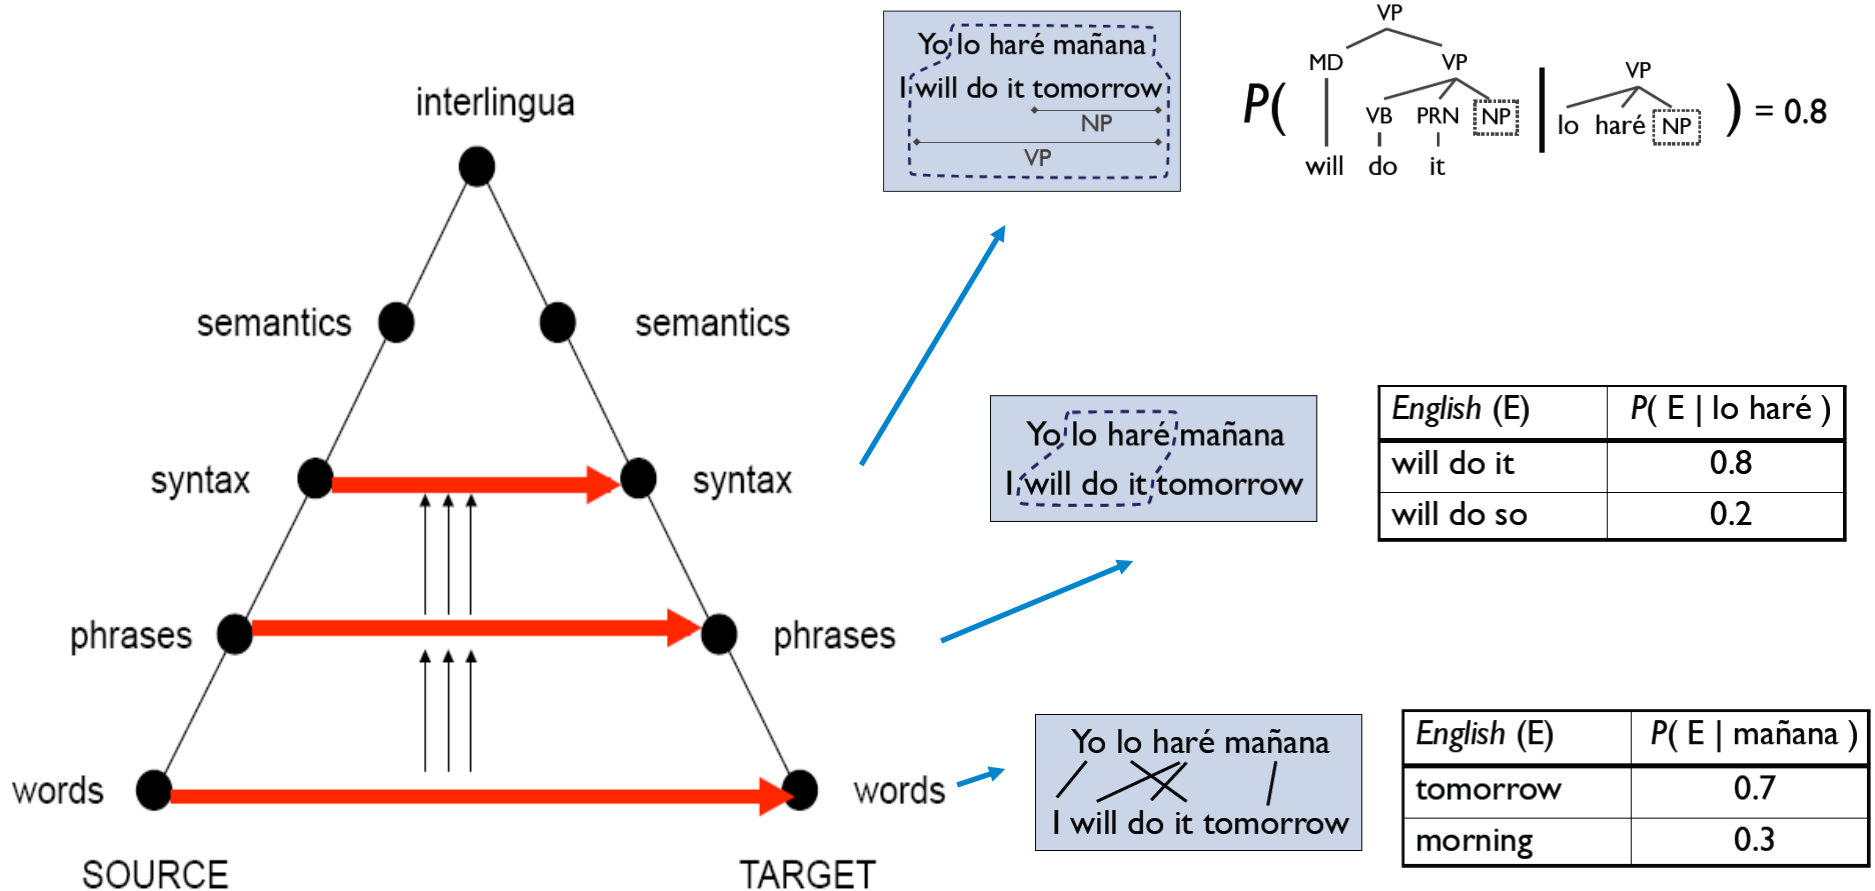 interlingua
semantics
semantics
syntax
syntax
phrases
phrases
words
words
SOURCE
TARGET
Yo lo haré mañana
I will do it tomorrow
NP
VP
VP
MD VP VP
P( VB PRN NP | lo haré NP ) = 0.8
will do it
Yo lo haré mañana
I will do it tomorrow
English (E) P( E | lo haré )
will do it 0.8
will do so 0.2
Yo lo haré mañana
I will do it tomorrow
English (E) P( E | mañana )
tomorrow 0.7
morning 0.3